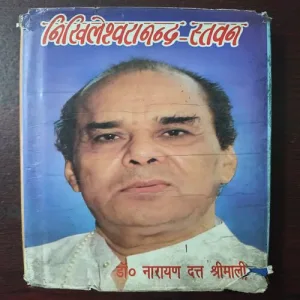 निखिलेश्वरानन्द-स्तवन
डॉ० नारायण दत्त श्रीमाली